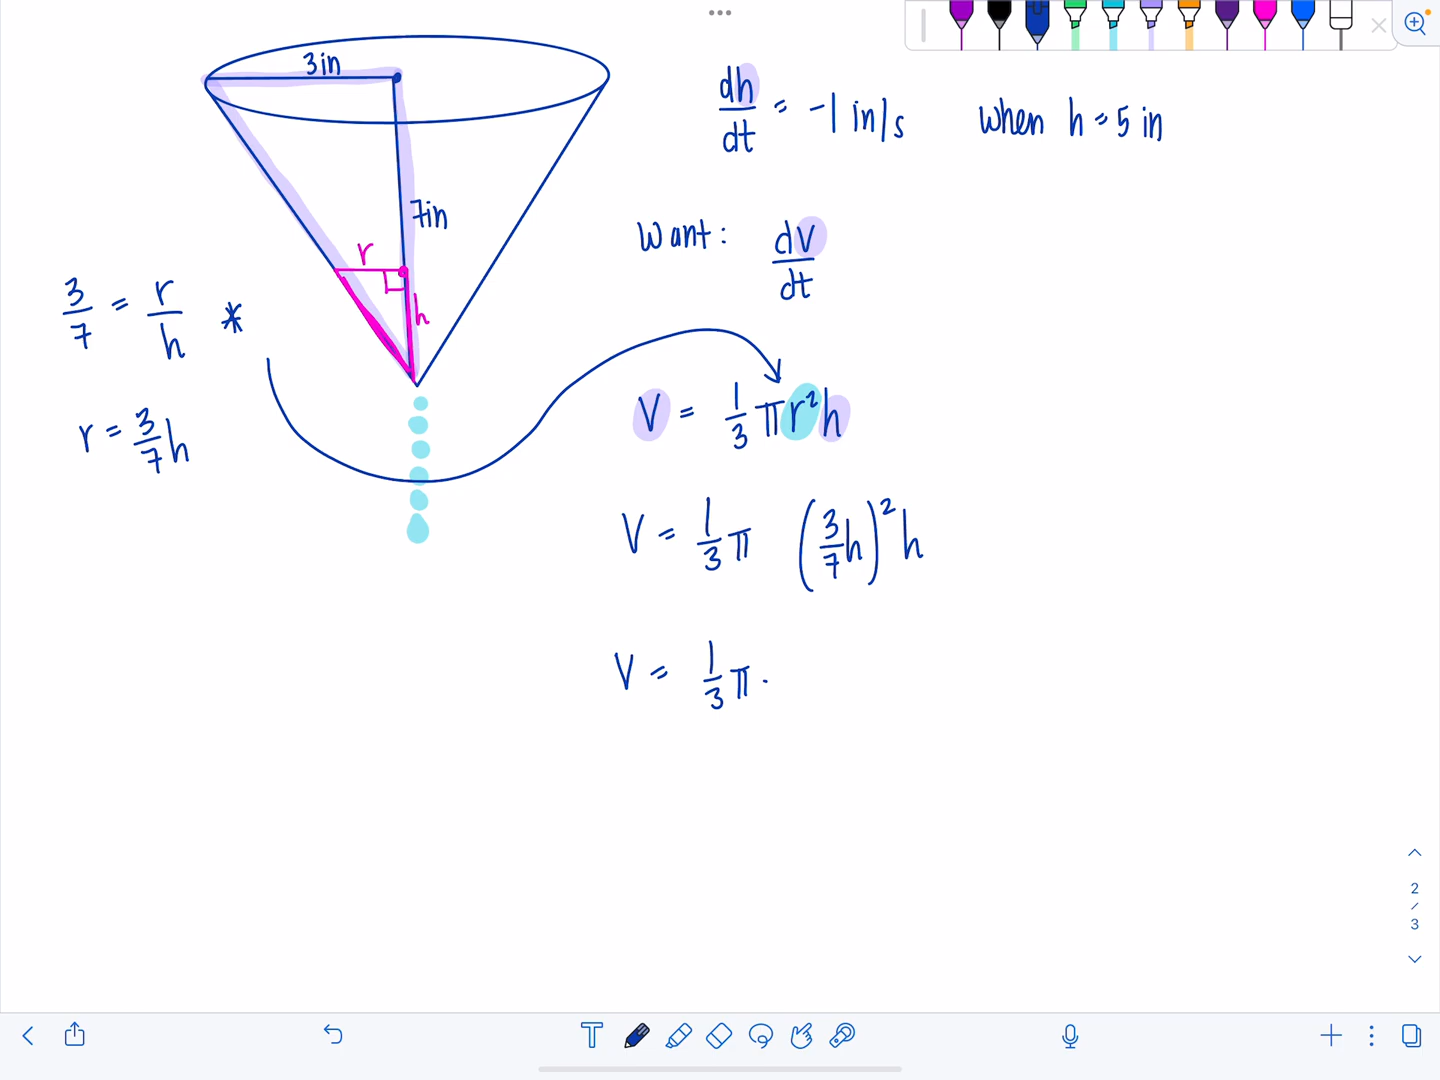 3in
dh/dt = -1 in/s when h = 5 in
7in
Want: dV/dt
r
h
3/7 = r/h *
V = 1/3 πr²h
r = 3/7 h
V = 1/3 π (3/7 h)² h
V = 1/3 π ·
2
/
3
T